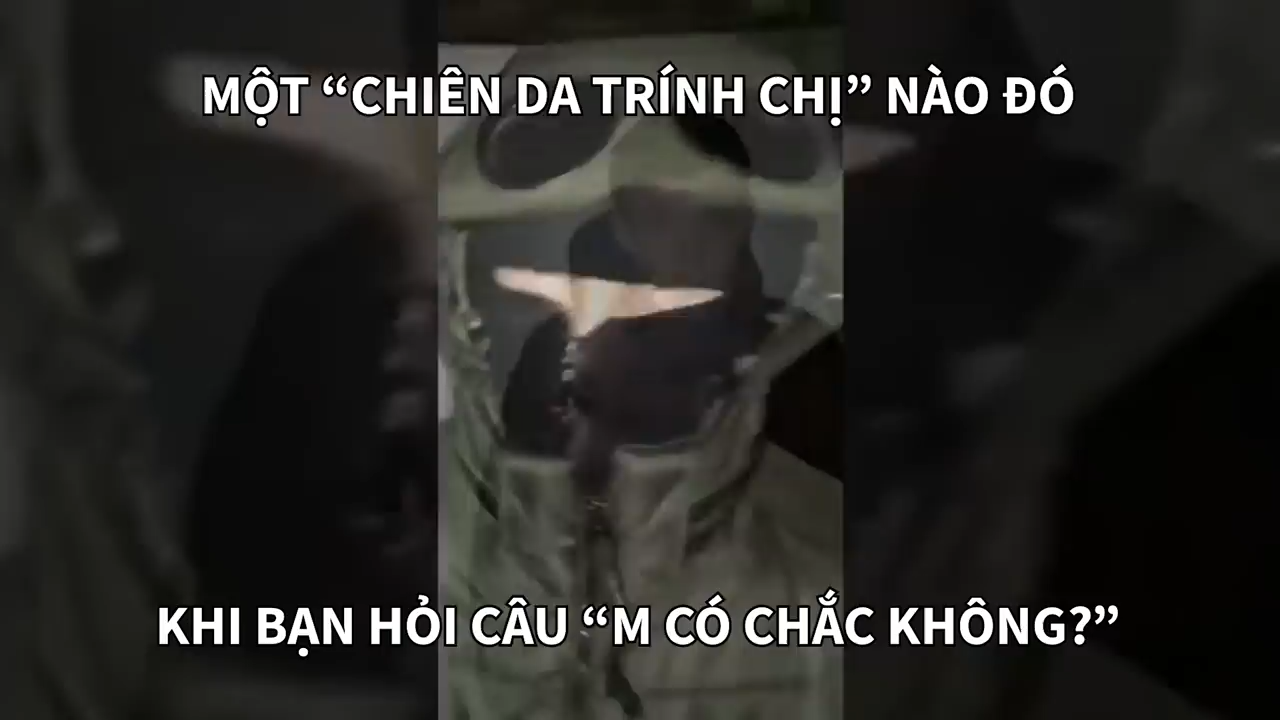 MỘT “CHIÊN DA TRÍNH CHỊ” NÀO ĐÓ
KHI BẠN HỎI CÂU “M CÓ CHẮC KHÔNG?”